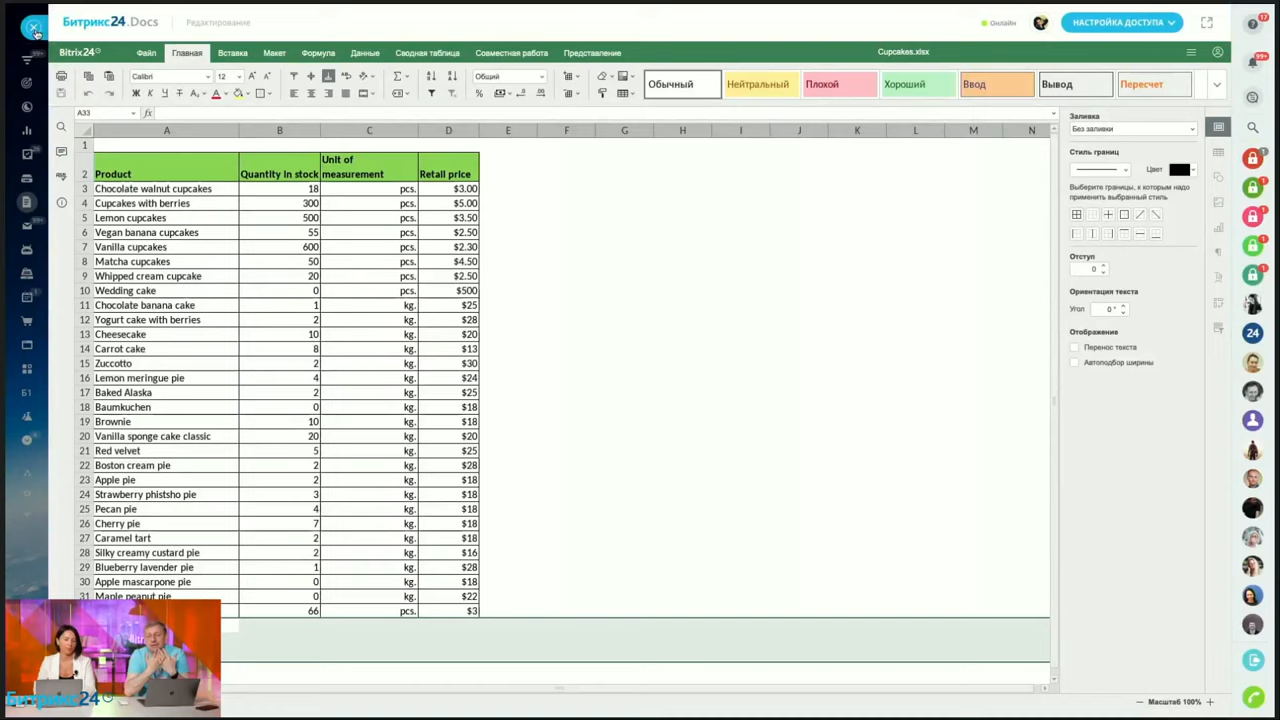 Битрикс24.Docs
Редактирование
Онлайн
НАСТРОЙКА ДОСТУПА
17
Bitrix24
Файл
Главная
Вставка
Макет
Формула
Данные
Сводная таблица
Совместная работа
Представление
Cupcakes.xlsx
99+
Calibri
12
Общий
Обычный
Нейтральный
Плохой
Хороший
Ввод
Вывод
Пересчет
A33
fx
A B C D E F G H I J K L M N
1
2 Product Quantity in stock Unit of measurement Retail price
3 Chocolate walnut cupcakes 18 pcs. $3.00
4 Cupcakes with berries 300 pcs. $5.00
5 Lemon cupcakes 500 pcs. $3.50
6 Vegan banana cupcakes 55 pcs. $2.50
7 Vanilla cupcakes 600 pcs. $2.30
8 Matcha cupcakes 50 pcs. $4.50
9 Whipped cream cupcake 20 pcs. $2.50
10 Wedding cake 0 pcs. $500
11 Chocolate banana cake 1 kg. $25
12 Yogurt cake with berries 2 kg. $28
13 Cheesecake 10 kg. $20
14 Carrot cake 8 kg. $13
15 Zuccotto 2 kg. $30
16 Lemon meringue pie 4 kg. $24
17 Baked Alaska 2 kg. $25
18 Baumkuchen 0 kg. $18
19 Brownie 10 kg. $18
20 Vanilla sponge cake classic 20 kg. $20
21 Red velvet 5 kg. $25
22 Boston cream pie 2 kg. $28
23 Apple pie 2 kg. $18
24 Strawberry phistsho pie 3 kg. $18
25 Pecan pie 4 kg. $18
26 Cherry pie 7 kg. $18
27 Caramel tart 2 kg. $18
28 Silky creamy custard pie 2 kg. $16
29 Blueberry lavender pie 1 kg. $28
30 Apple mascarpone pie 0 kg. $18
31 Maple peanut pie 0 kg. $22
66 pcs. $3
Заливка
Без заливки
Стиль границ
Цвет
Выберите границы, к которым надо
применить выбранный стиль
Отступ
0
Ориентация текста
Угол
0 °
Отображение
Перенос текста
Автоподбор ширины
Б1
24
Битрикс24
Масштаб 100%